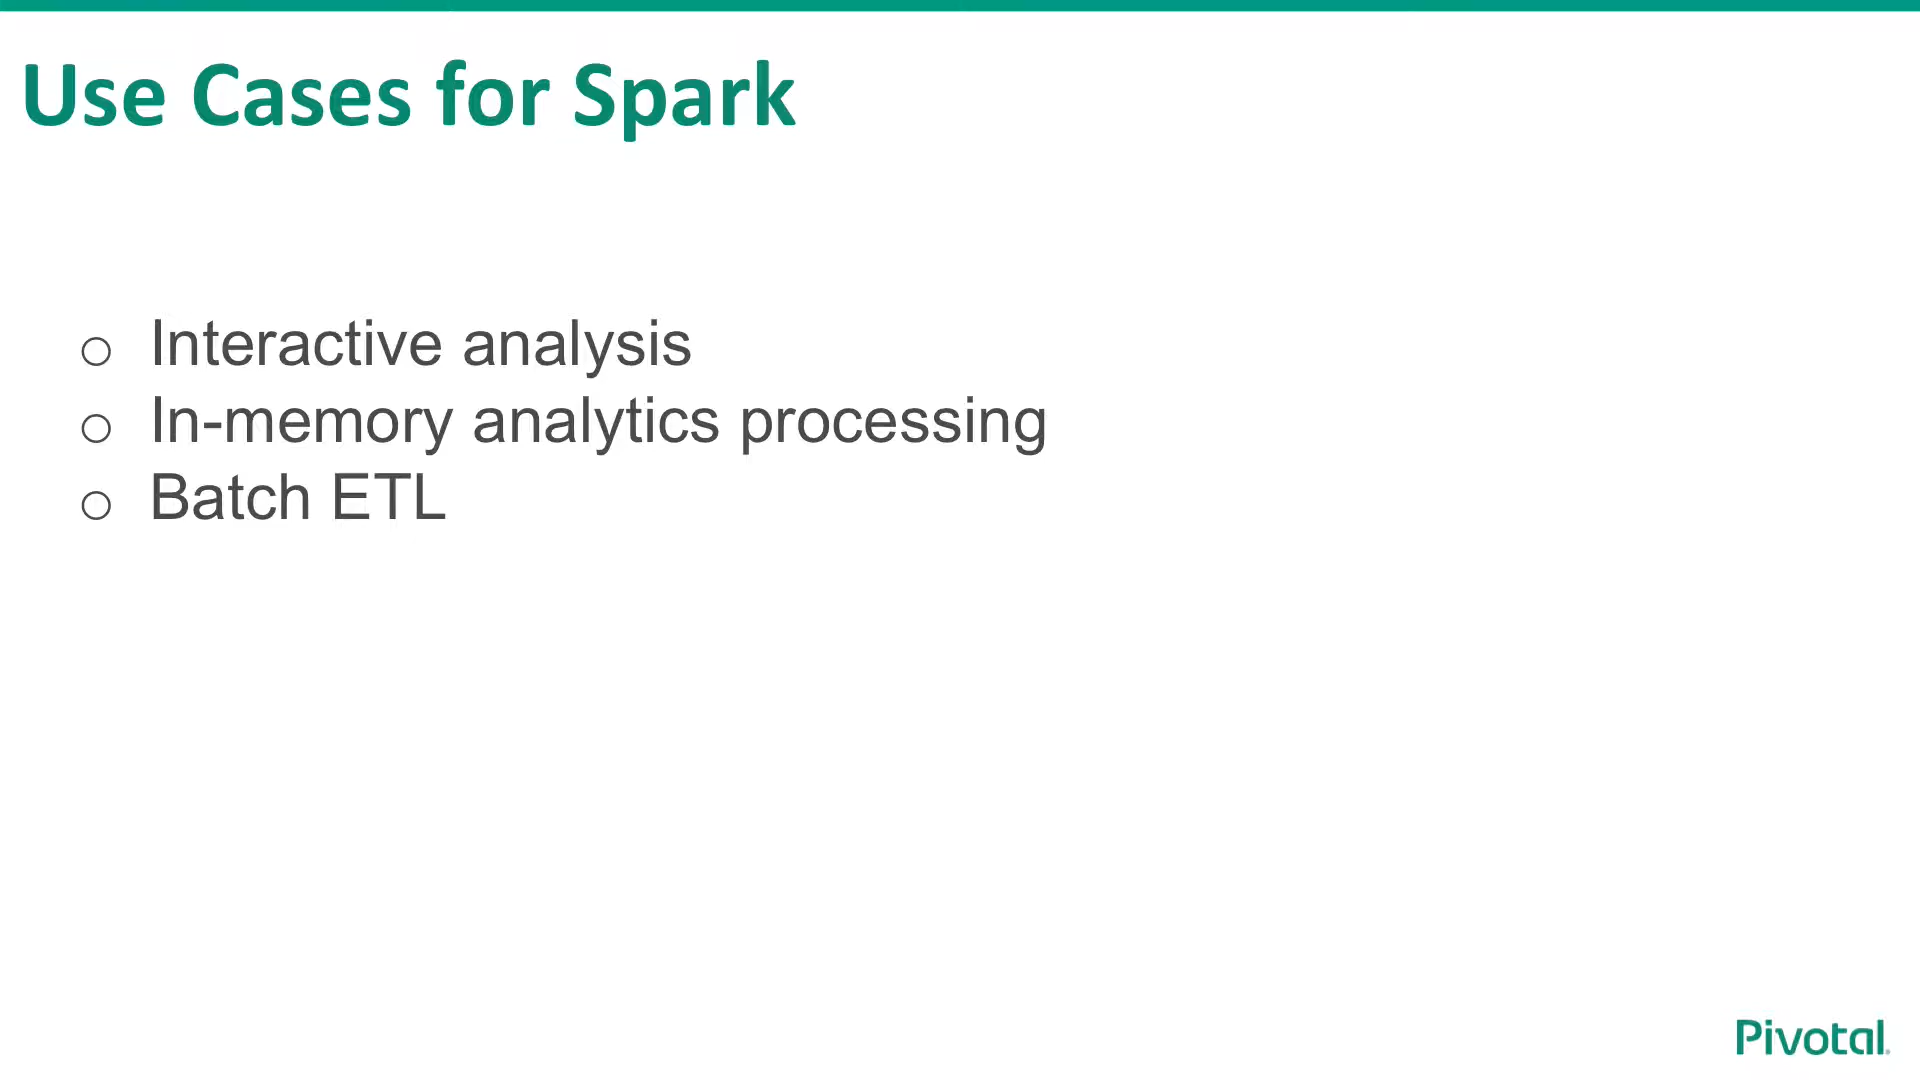 Use Cases for Spark
Interactive analysis
In-memory analytics processing
Batch ETL
Pivotal